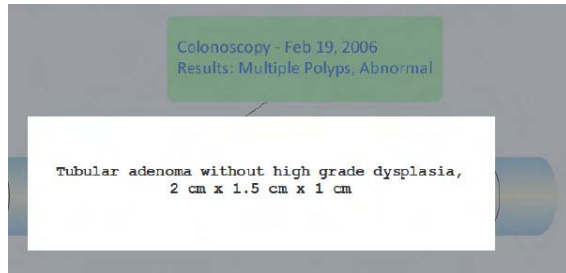 Colonoscopy - Feb 19, 2006
Results: Multiple Polyps, Abnormal
Tubular adenoma without high grade dysplasia,
2 cm x 1.5 cm x 1 cm